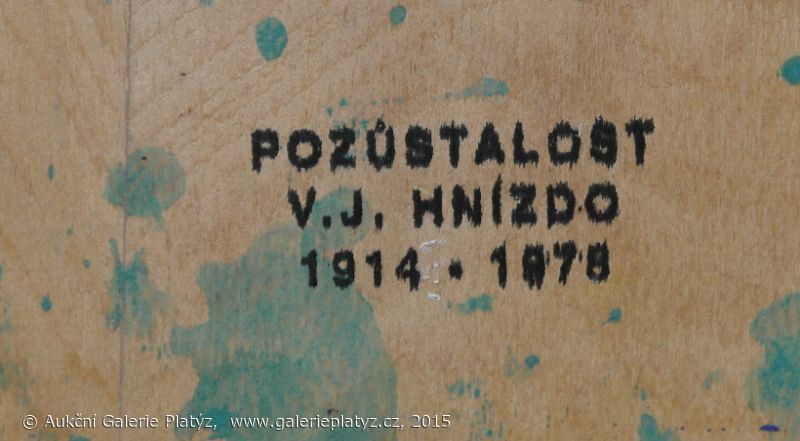 POZŮSTALOST
V.J. HNÍZDO
1914 • 1978
© Aukční Galerie Platýz, www.galerieplatyz.cz, 2015